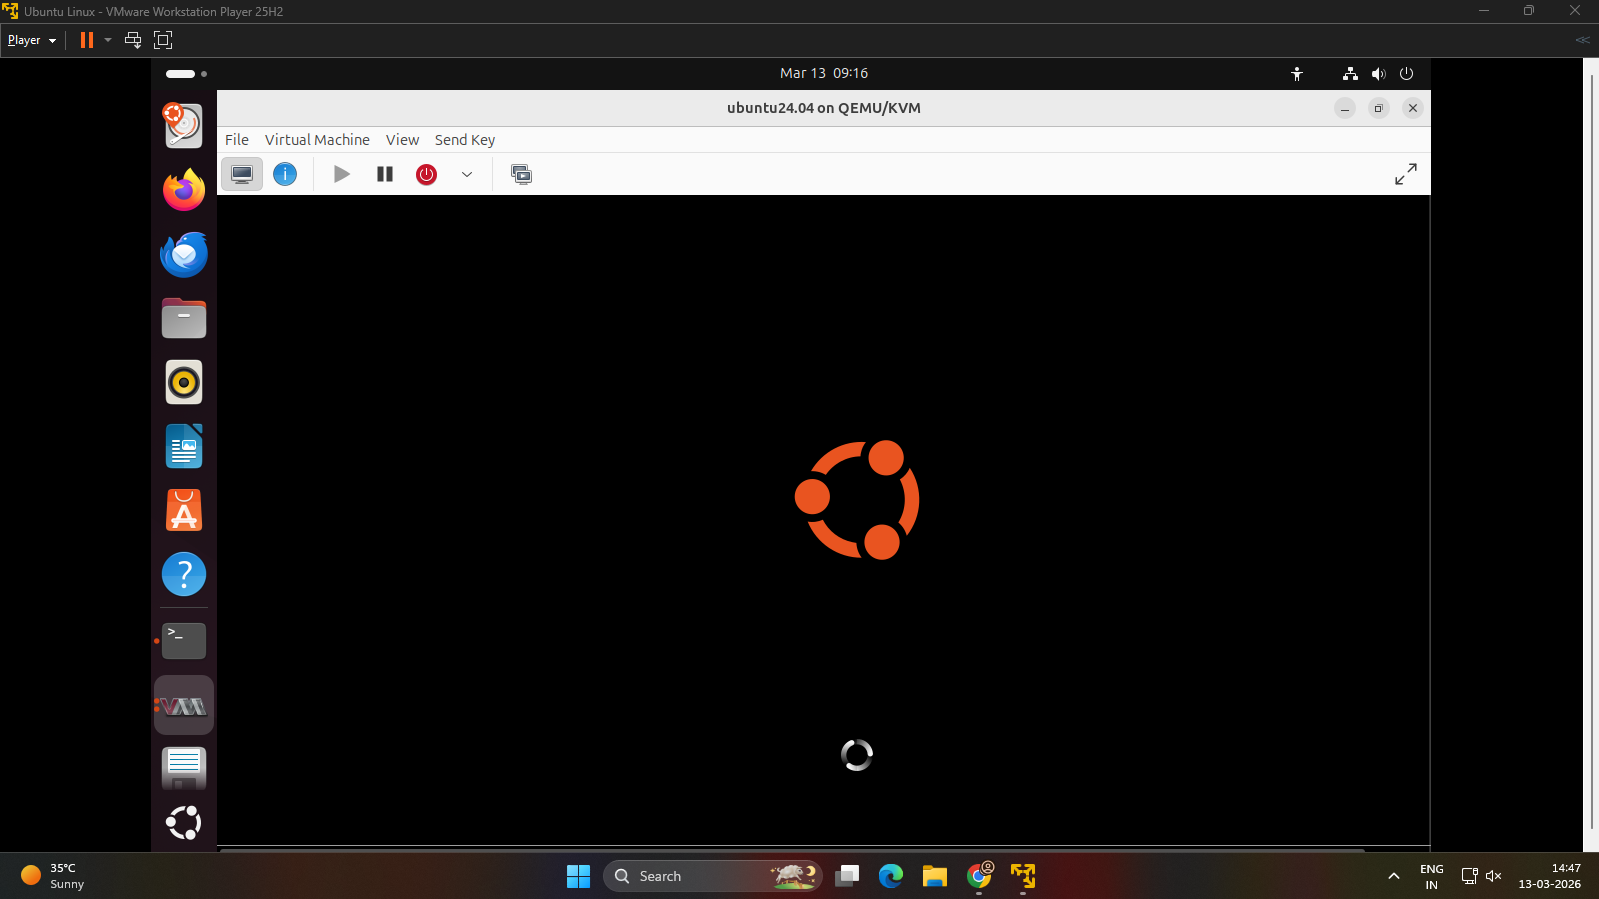 Ubuntu Linux - VMware Workstation Player 25H2
Player
Mar 13 09:16
ubuntu24.04 on QEMU/KVM
File Virtual Machine View Send Key
i
A
?
>_
VM
35°C
Sunny
Search
ENG
IN
14:47
13-03-2026